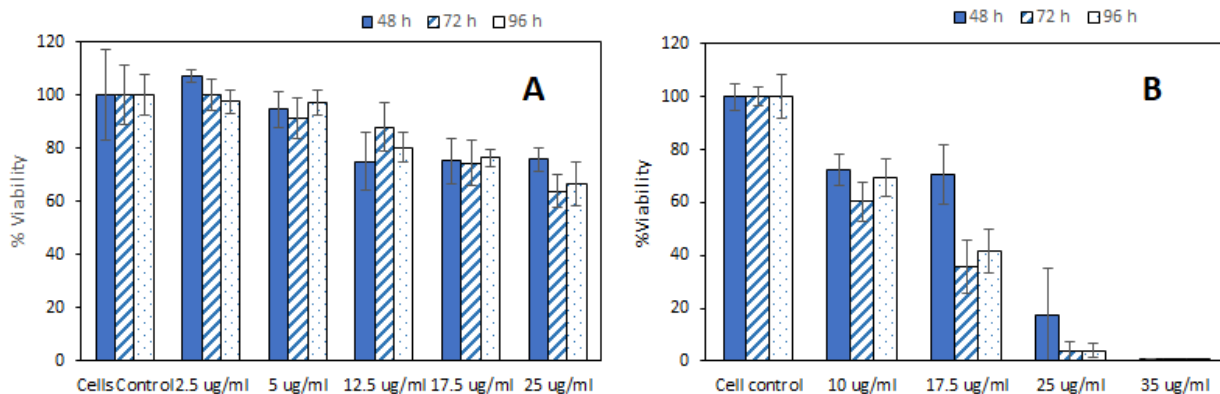 48 h 72 h 96 h
120
100
80
60
40
20
0
% Viability
A
Cells Control 2.5 ug/ml 5 ug/ml 12.5 ug/ml 17.5 ug/ml 25 ug/ml
48 h 72 h 96 h
120
100
80
60
40
20
0
%Viability
B
Cell control 10 ug/ml 17.5 ug/ml 25 ug/ml 35 ug/ml